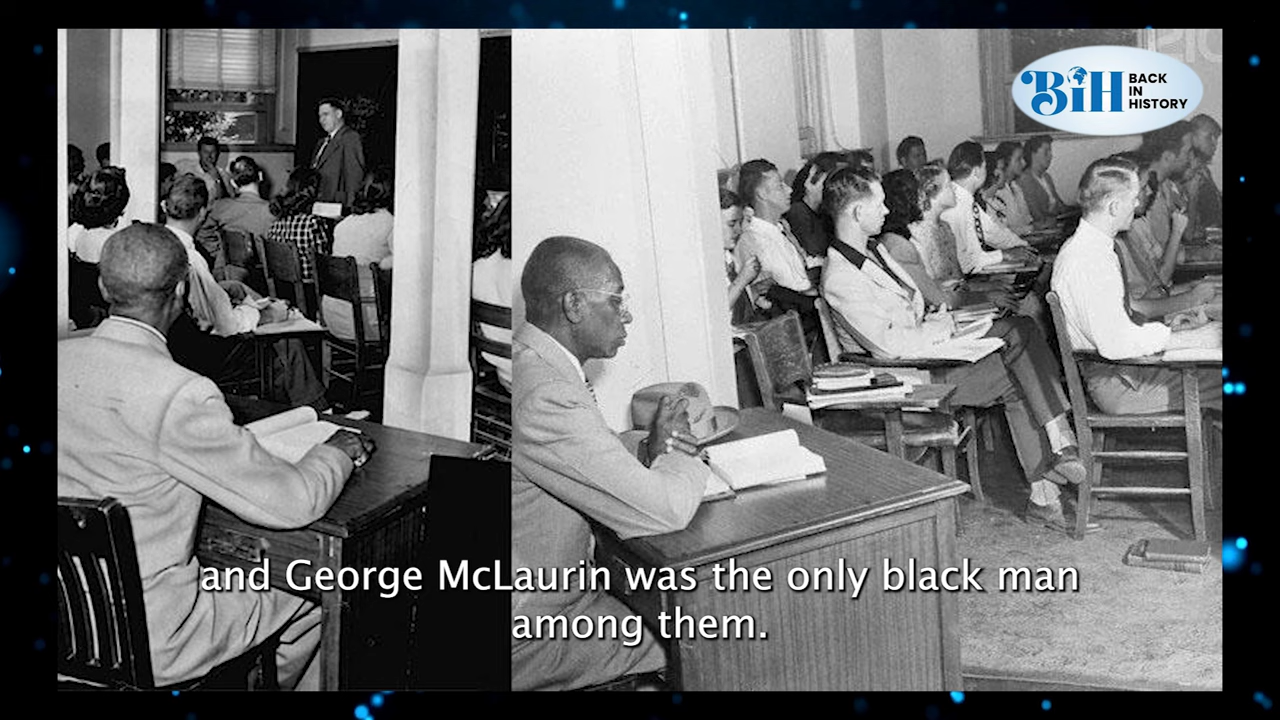 BiH BACK
IN
HISTORY
and George McLaurin was the only black man
among them.